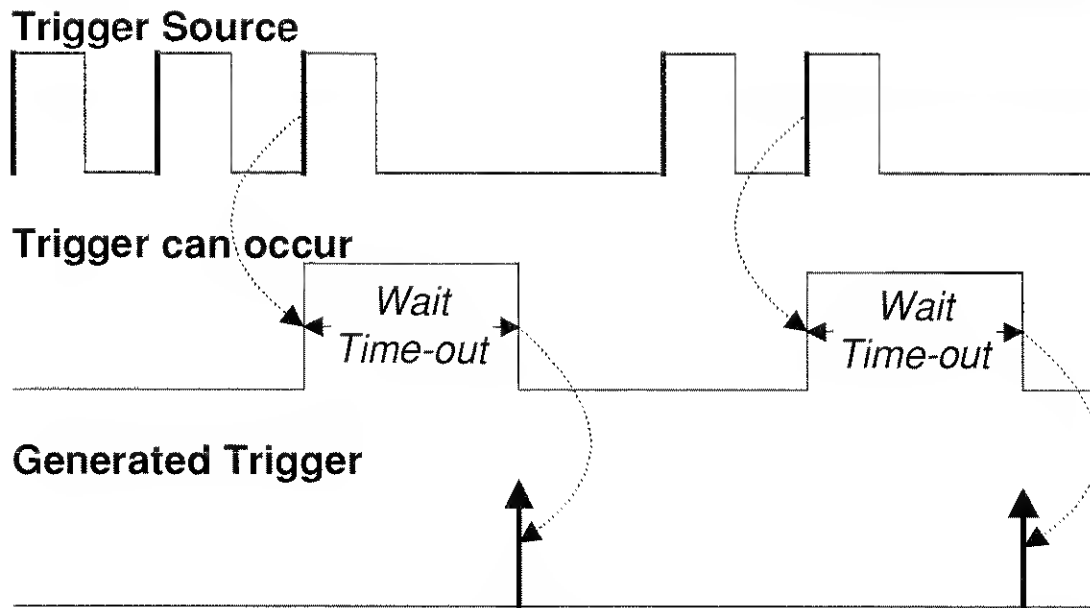 Trigger Source
Trigger can occur
Wait
Time-out
Wait
Time-out
Generated Trigger